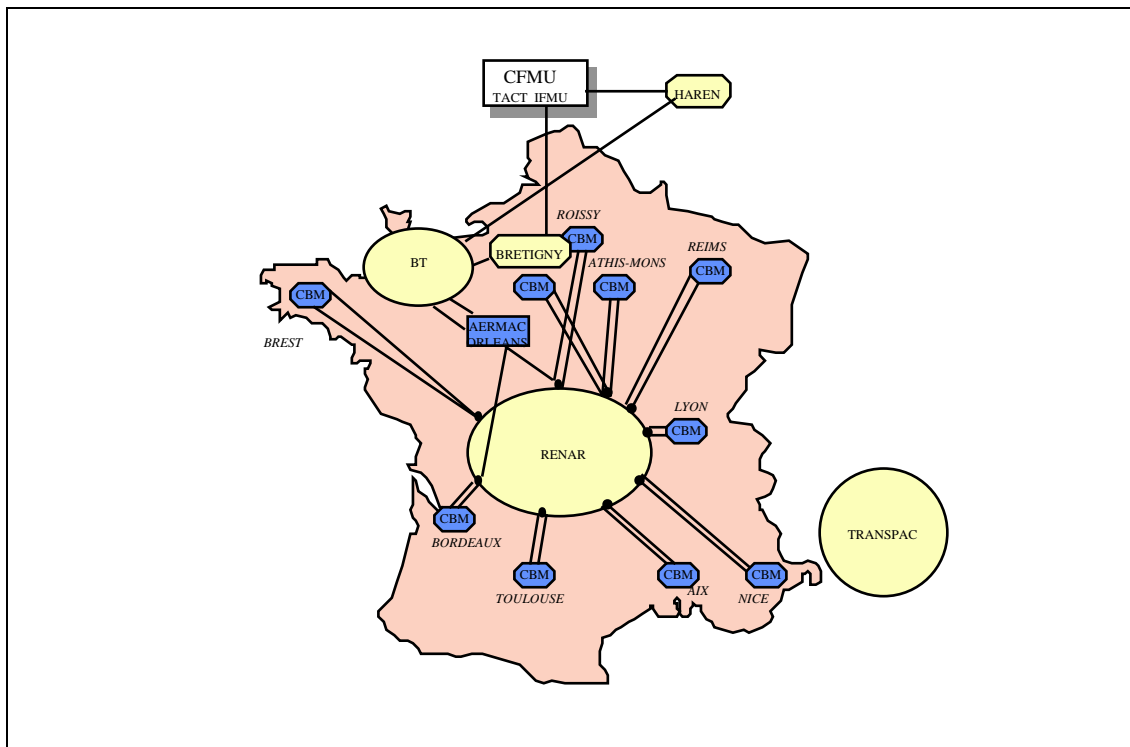 CFMU
TACT IFMU
HAREN
ROISSY
CBM
BRETIGNY
BT
ATHIS-MONS
REIMS
CBM
CBM
CBM
CBM
BREST
AERMAC
ORLEANS
LYON
CBM
RENAR
CBM
BORDEAUX
TRANSPAC
CBM
TOULOUSE
CBM
AIX
CBM
NICE